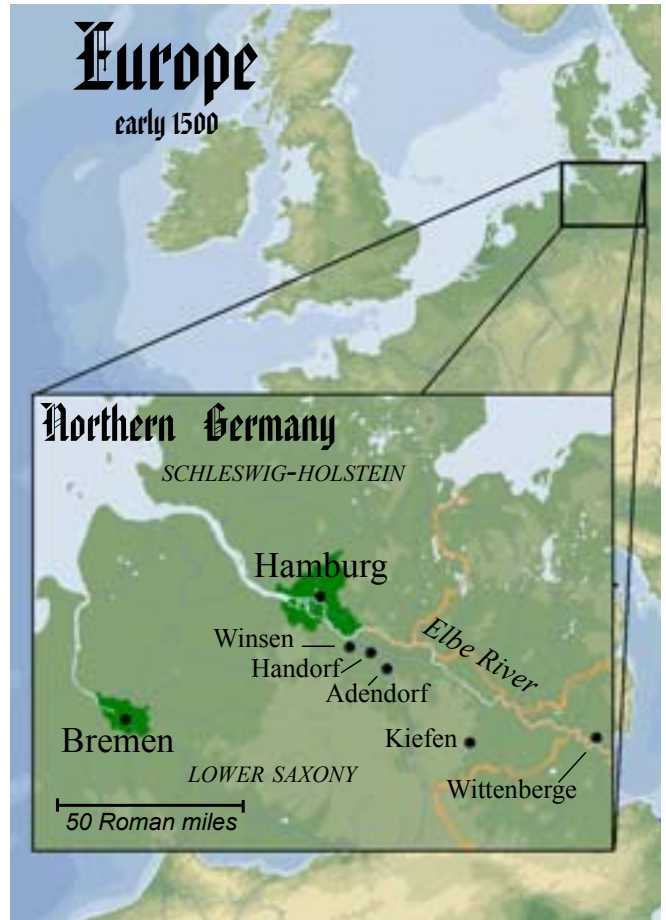 Europe
early 1500
Northern Germany
SCHLESWIG-HOLSTEIN
Hamburg
Winsen
Handorf
Adendorf
Elbe River
Bremen
Kiefen
LOWER SAXONY
Wittenberge
50 Roman miles